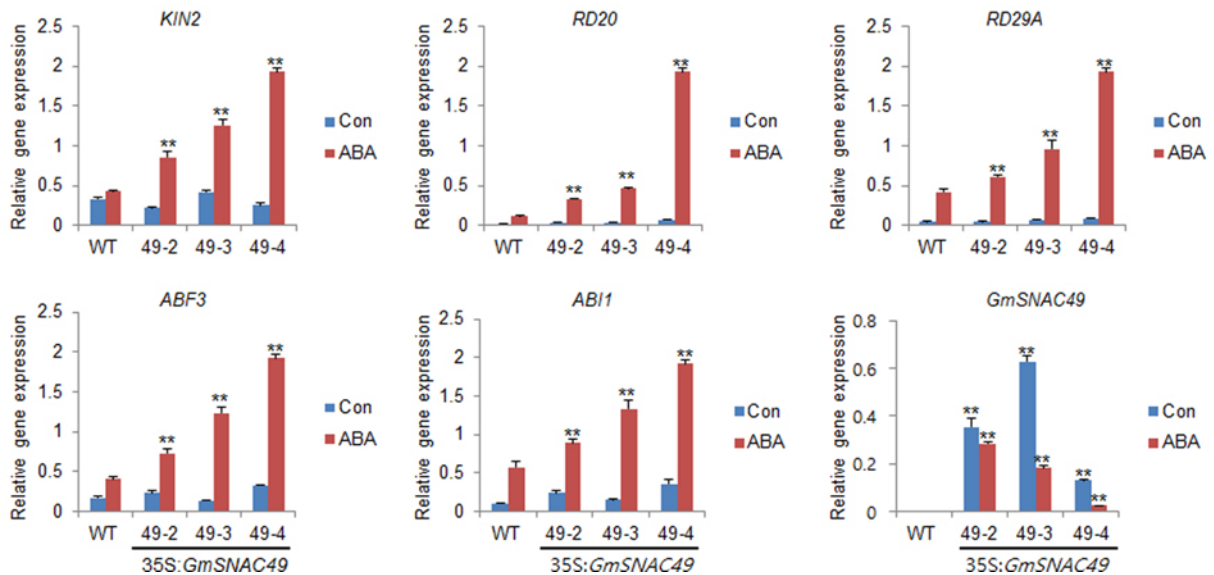 KIN2
Relative gene expression
2.5
2
1.5
1
0.5
0
**
**
**
WT 49-2 49-3 49-4
Con
ABA
RD20
Relative gene expression
2.5
2
1.5
1
0.5
0
**
**
**
WT 49-2 49-3 49-4
Con
ABA
RD29A
Relative gene expression
2.5
2
1.5
1
0.5
0
**
**
**
WT 49-2 49-3 49-4
Con
ABA
ABF3
Relative gene expression
2.5
2
1.5
1
0.5
0
**
**
**
WT 49-2 49-3 49-4
35S:GmSNAC49
Con
ABA
ABI1
Relative gene expression
2.5
2
1.5
1
0.5
0
**
**
**
WT 49-2 49-3 49-4
35S:GmSNAC49
Con
ABA
GmSNAC49
Relative gene expression
0.8
0.6
0.4
0.2
0
**
**
**
**
**
**
WT 49-2 49-3 49-4
35S:GmSNAC49
Con
ABA